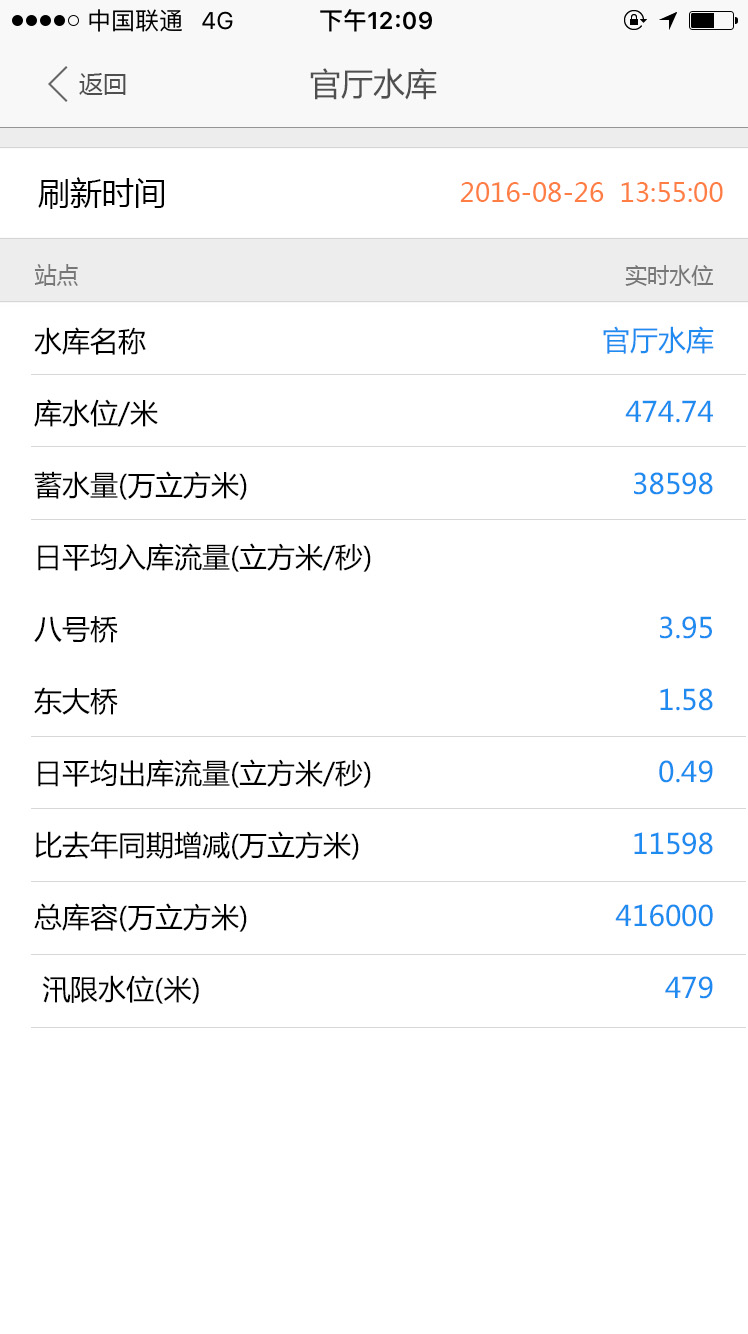 中国联通 4G 下午12:09
返回 官厅水库
刷新时间 2016-08-26 13:55:00
站点 实时水位
水库名称 官厅水库
库水位/米 474.74
蓄水量(万立方米) 38598
日平均入库流量(立方米/秒)
八号桥 3.95
东大桥 1.58
日平均出库流量(立方米/秒) 0.49
比去年同期增减(万立方米) 11598
总库容(万立方米) 416000
汛限水位(米) 479